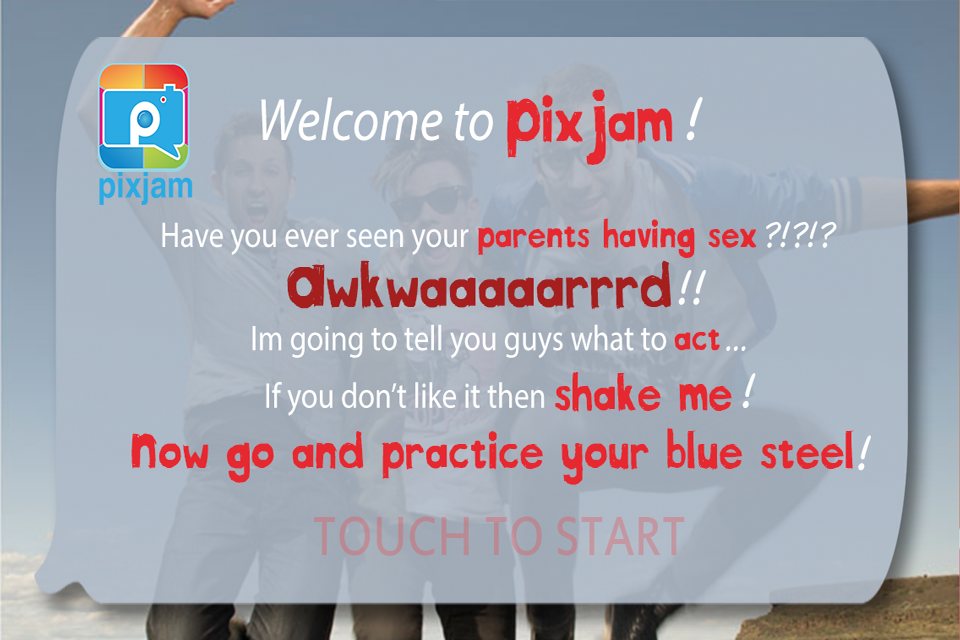 pixjam
Welcome to pixjam!
Have you ever seen your parents having sex?!?!?
awkwaaaaarrrd!!
Im going to tell you guys what to act...
If you don't like it then shake me!
Now go and practice your blue steel!
TOUCH TO START